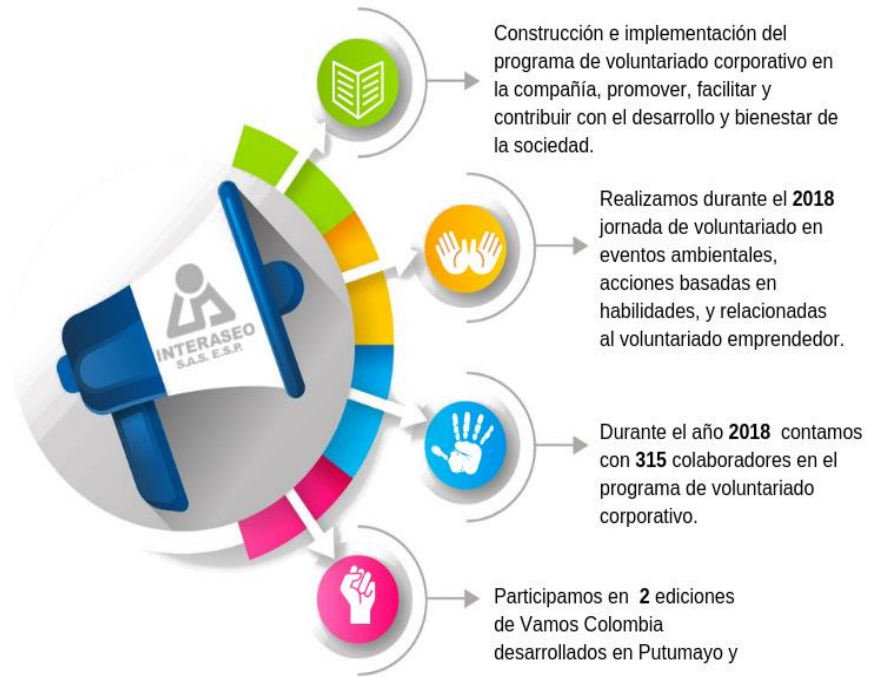 Construcción e implementación del
programa de voluntariado corporativo en
la compañía, promover, facilitar y
contribuir con el desarrollo y bienestar de
la sociedad.
Realizamos durante el 2018
jornada de voluntariado en
eventos ambientales,
acciones basadas en
habilidades, y relacionadas
al voluntariado emprendedor.
INTERASEO
S.A.S. E.S.P.
Durante el año 2018 contamos
con 315 colaboradores en el
programa de voluntariado
corporativo.
Participamos en 2 ediciones
de Vamos Colombia
desarrollados en Putumayo y